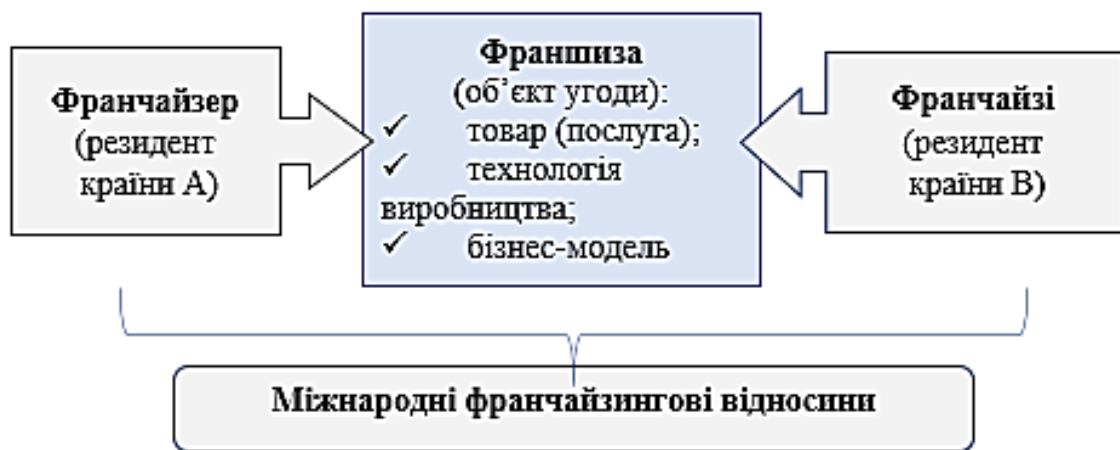 Франчайзер
(резидент
країни А)
Франшиза
(об’єкт угоди):
✓ товар (послуга);
✓ технологія
виробництва;
✓ бізнес-модель
Франчайзі
(резидент
країни В)
Міжнародні франчайзингові відносини